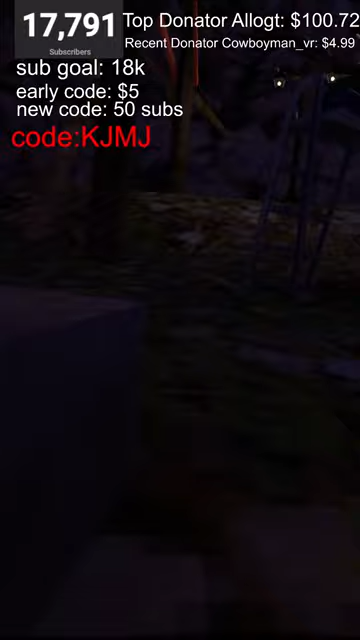 17,791
Subscribers
Top Donator Allogt: $100.72
Recent Donator Cowboyman_vr: $4.99
sub goal: 18k
early code: $5
new code: 50 subs
code:KJMJ